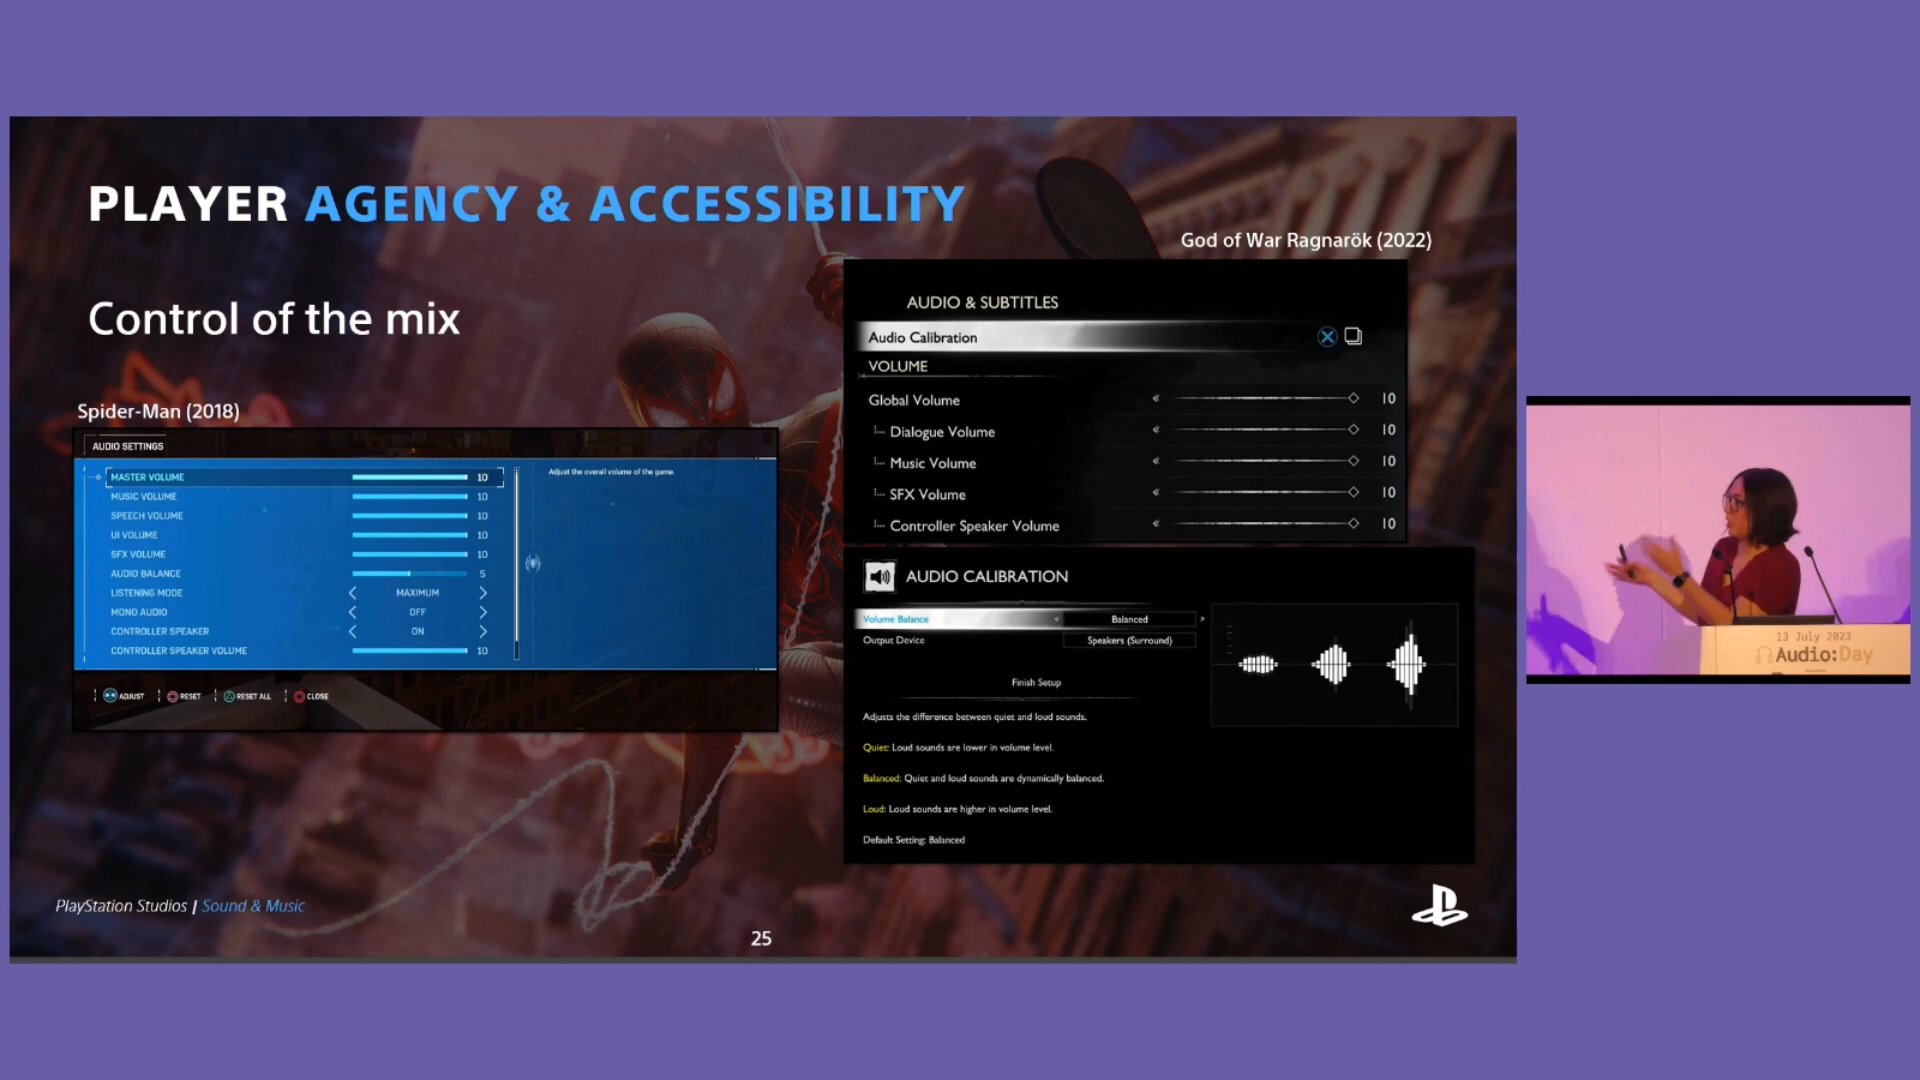 PLAYER AGENCY & ACCESSIBILITY
Control of the mix
Spider-Man (2018)
AUDIO SETTINGS
MASTER VOLUME 10
MUSIC VOLUME 10
SPEECH VOLUME 10
UI VOLUME 10
SFX VOLUME 10
AUDIO BALANCE 5
LISTENING MODE MAXIMUM
MONO AUDIO OFF
CONTROLLER SPEAKER ON
CONTROLLER SPEAKER VOLUME 10
Adjust the overall volume of the game.
ADJUST RESET RESET ALL CLOSE
God of War Ragnarök (2022)
AUDIO & SUBTITLES
Audio Calibration
VOLUME
Global Volume 10
Dialogue Volume 10
Music Volume 10
SFX Volume 10
Controller Speaker Volume 10
AUDIO CALIBRATION
Volume Balance Balanced
Output Device Speakers (Surround)
Finish Setup
Adjusts the difference between quiet and loud sounds.
Quiet: Loud sounds are lower in volume level.
Balanced: Quiet and loud sounds are dynamically balanced.
Loud: Loud sounds are higher in volume level.
Default Setting: Balanced
PlayStation Studios | Sound & Music
25
13 July 2023
Audio:Day